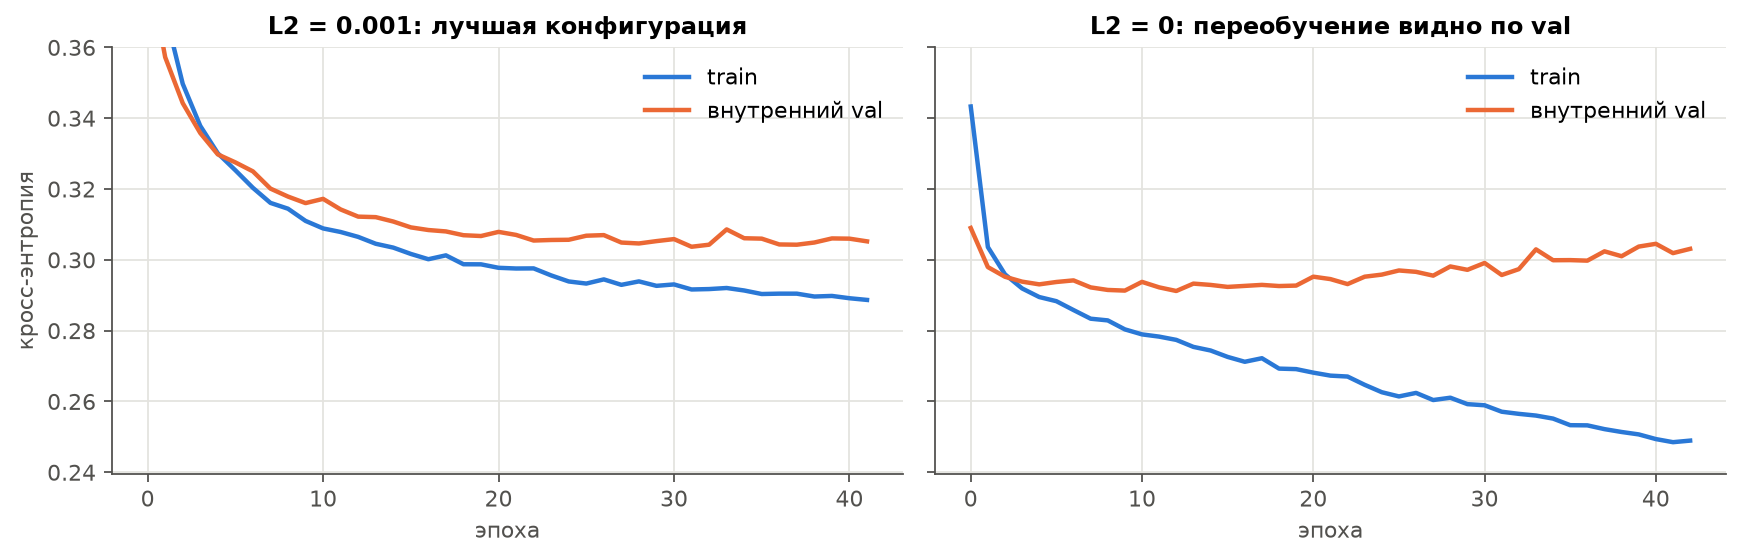 L2 = 0.001: лучшая конфигурация
0.36
0.34
0.32
0.30
0.28
0.26
0.24
кросс-энтропия
train
внутренний val
0 10 20 30 40
эпоха
L2 = 0: переобучение видно по val
train
внутренний val
0 10 20 30 40
эпоха